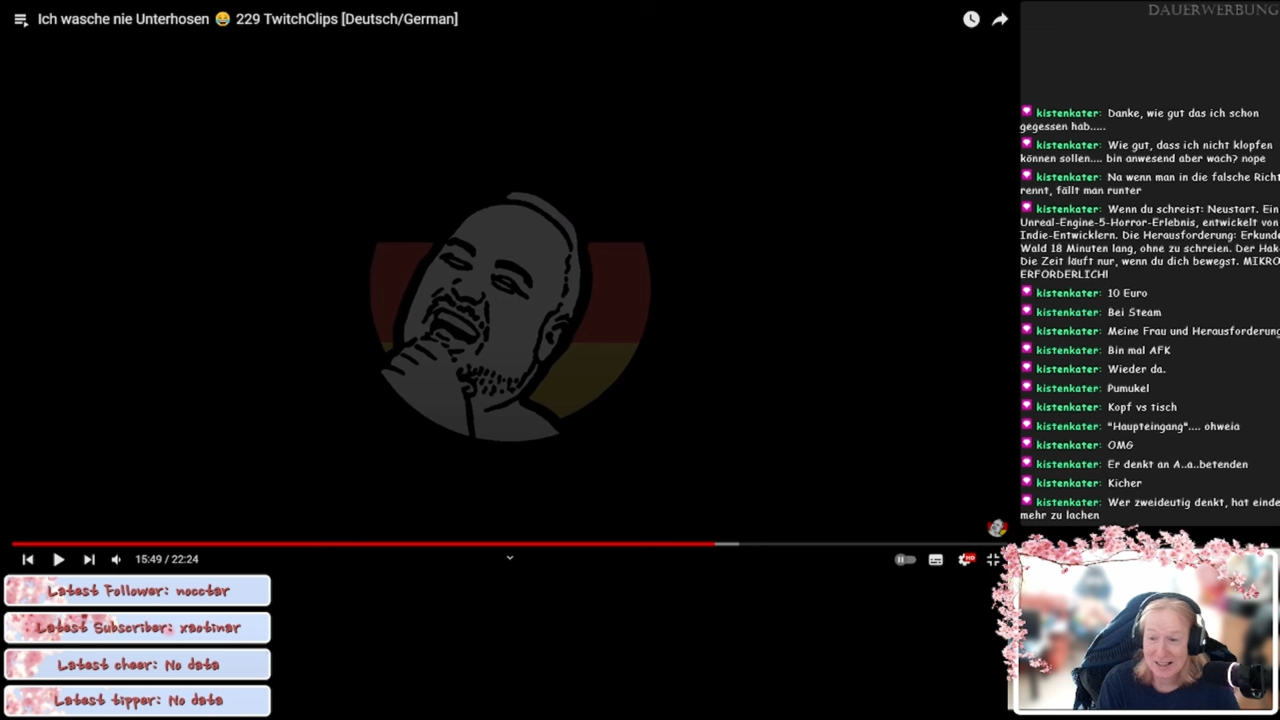 Ich wasche nie Unterhosen 😂 229 TwitchClips [Deutsch/German]
DAUERWERBUNG
kistenkater: Danke, wie gut das ich schon
gegessen hab.....
kistenkater: Wie gut, dass ich nicht klopfen
können sollen.... bin anwesend aber wach? nope
kistenkater: Na wenn man in die falsche Richt
rennt, fällt man runter
kistenkater: Wenn du schreist: Neustart. Ein
Unreal-Engine-5-Horror-Erlebnis, entwickelt von
Indie-Entwicklern. Die Herausforderung: Erkunde
Wald 18 Minuten lang, ohne zu schreien. Der Hak
Die Zeit läuft nur, wenn du dich bewegst. MIKRO
ERFORDERLICH!
kistenkater: 10 Euro
kistenkater: Bei Steam
kistenkater: Meine Frau und Herausforderung
kistenkater: Bin mal AFK
kistenkater: Wieder da.
kistenkater: Pumukel
kistenkater: Kopf vs tisch
kistenkater: "Haupteingang".... ohweia
kistenkater: OMG
kistenkater: Er denkt an A..a..betenden
kistenkater: Kicher
kistenkater: Wer zweideutig denkt, hat einde
mehr zu lachen
15:49 / 22:24
HD
Latest Follower: nocctar
Latest Subscriber: xaotinar
Latest cheer: No data
Latest tipper: No data